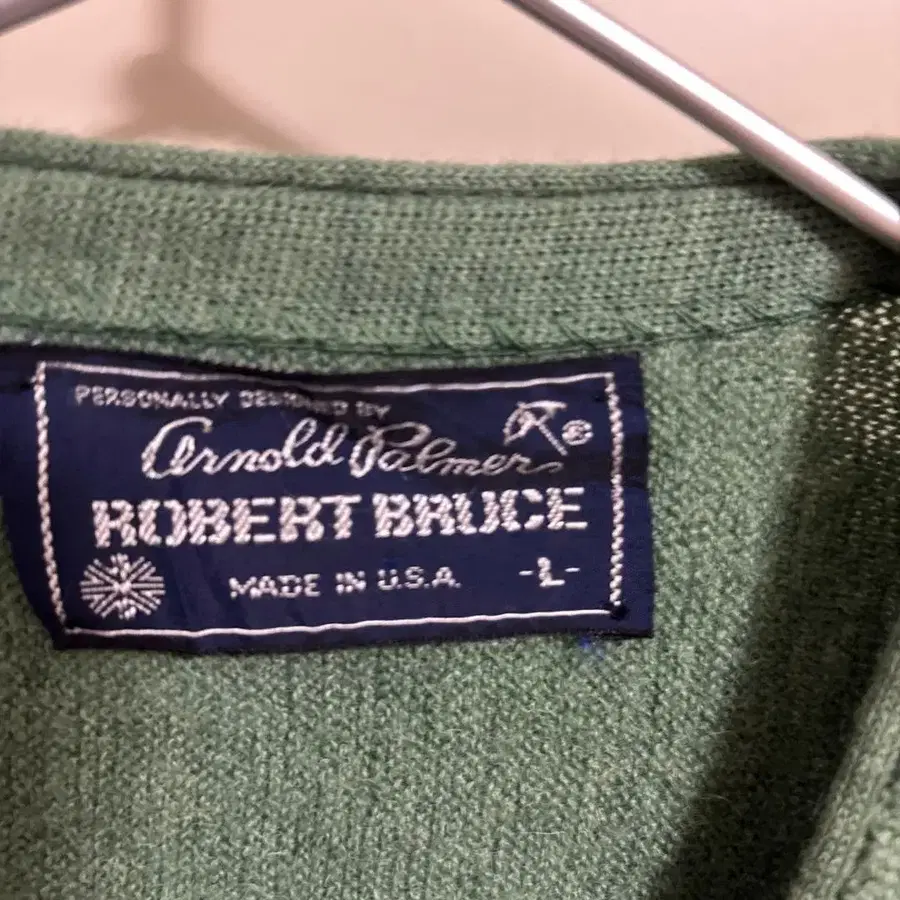 PERSONALLY DESIGNED BY
Arnold Palmer ®
ROBERT BRUCE
MADE IN U.S.A. -L-